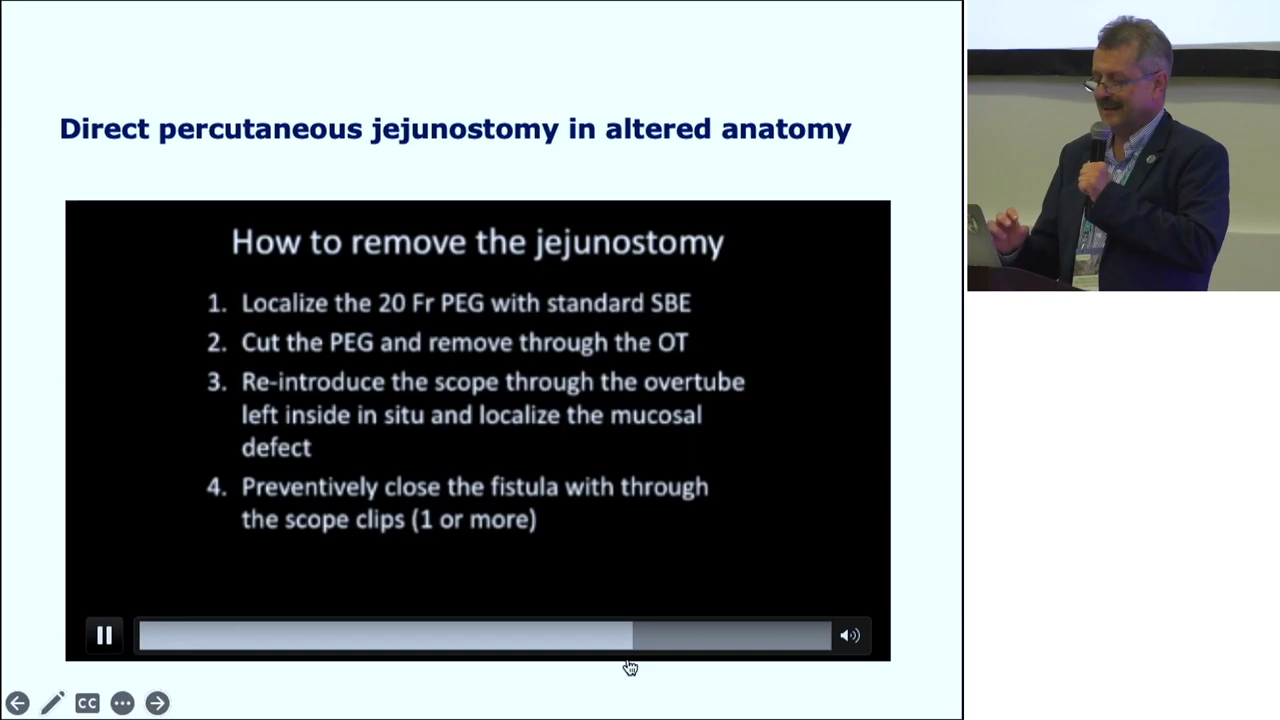 Direct percutaneous jejunostomy in altered anatomy
How to remove the jejunostomy
1. Localize the 20 Fr PEG with standard SBE
2. Cut the PEG and remove through the OT
3. Re-introduce the scope through the overtube
left inside in situ and localize the mucosal
defect
4. Preventively close the fistula with through
the scope clips (1 or more)
CC